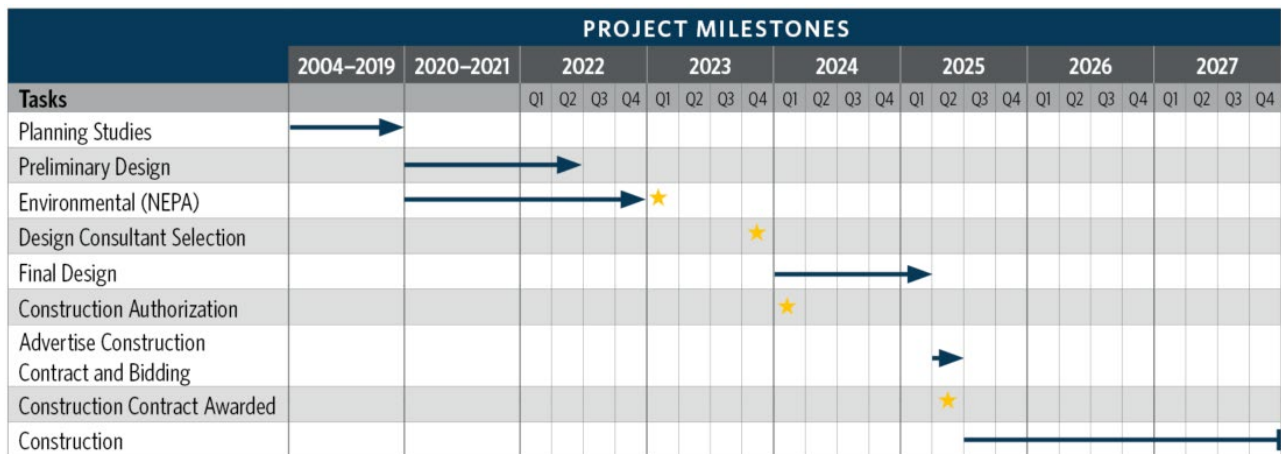 PROJECT MILESTONES
2004–2019 2020–2021 2022 2023 2024 2025 2026 2027
Tasks Q1 Q2 Q3 Q4 Q1 Q2 Q3 Q4 Q1 Q2 Q3 Q4 Q1 Q2 Q3 Q4 Q1 Q2 Q3 Q4 Q1 Q2 Q3 Q4
Planning Studies
Preliminary Design
Environmental (NEPA)
Design Consultant Selection
Final Design
Construction Authorization
Advertise Construction
Contract and Bidding
Construction Contract Awarded
Construction